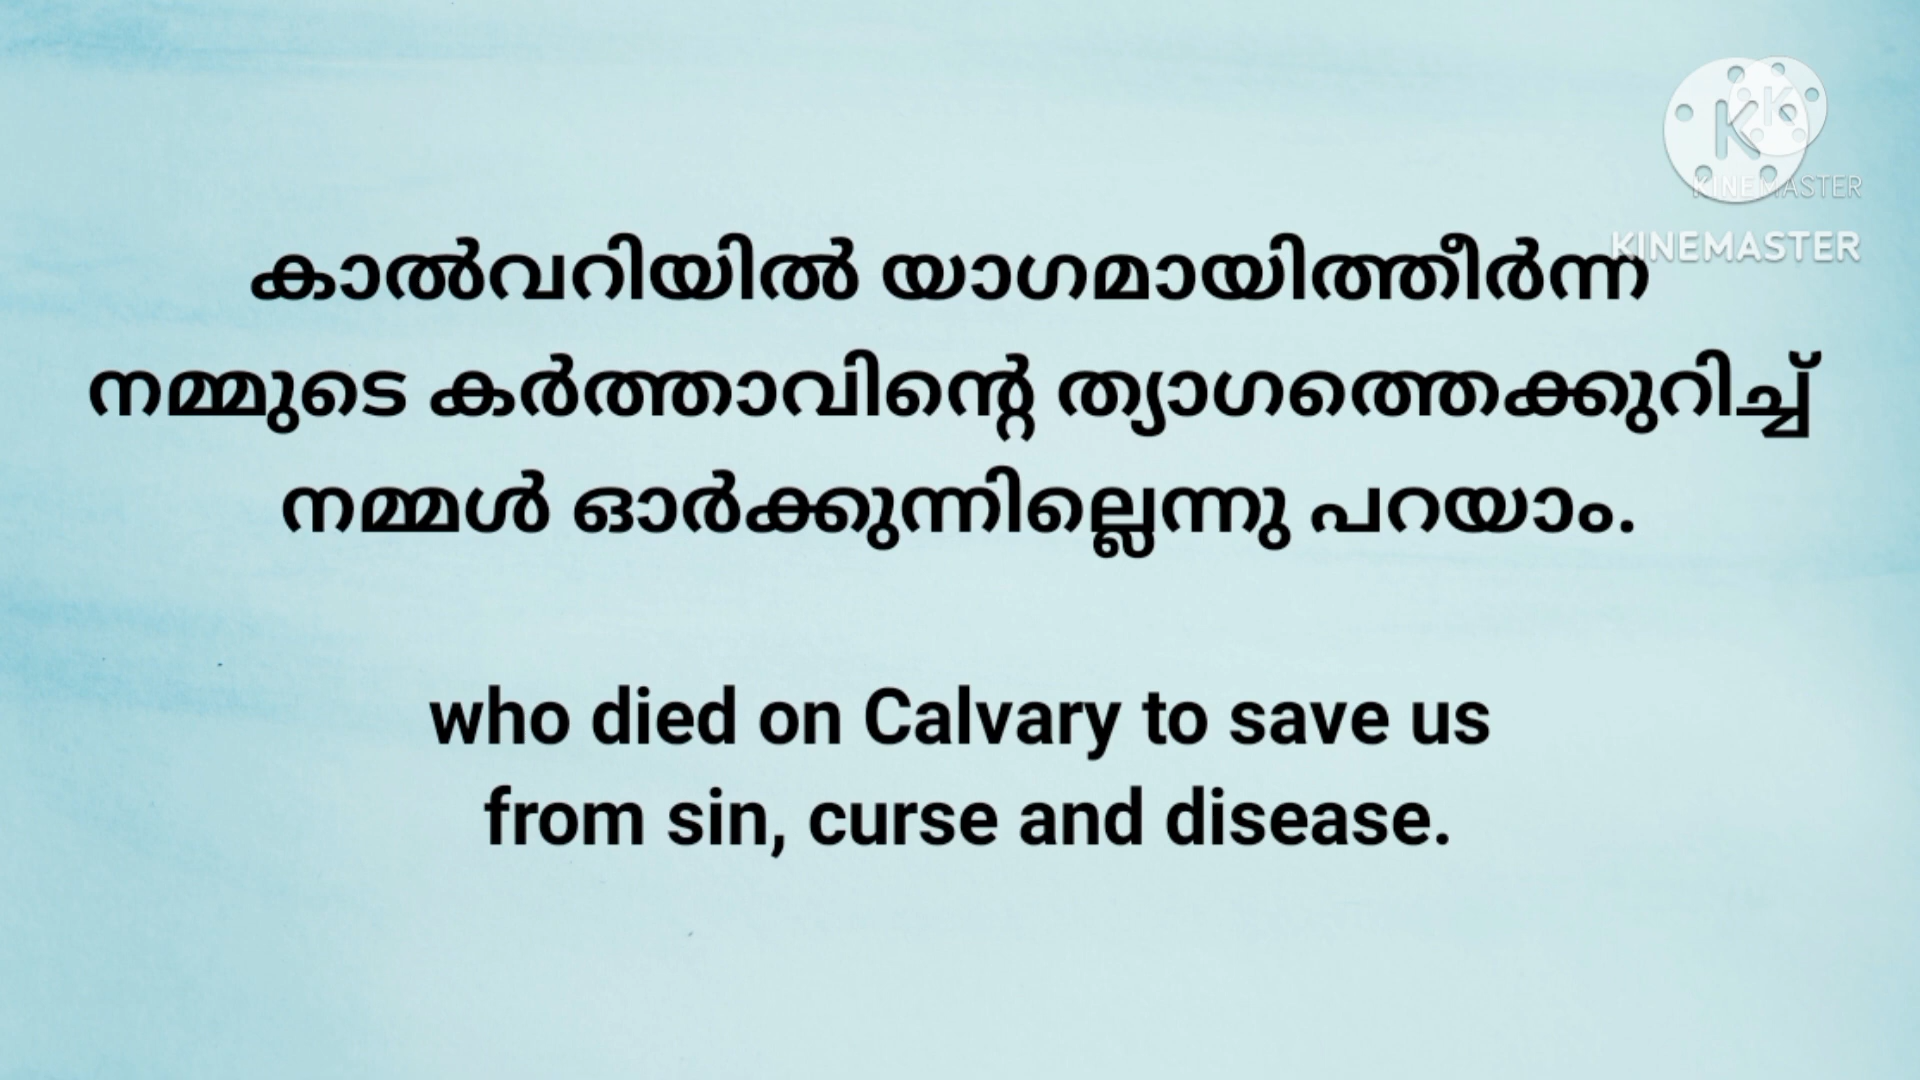 KINEMASTER
KINEMASTER
കാൽവറിയിൽ യാഗമായിത്തീർന്ന
നമ്മുടെ കർത്താവിന്റെ ത്യാഗത്തെക്കുറിച്ച്
നമ്മൾ ഓർക്കുന്നില്ലെന്നു പറയാം.
who died on Calvary to save us
from sin, curse and disease.